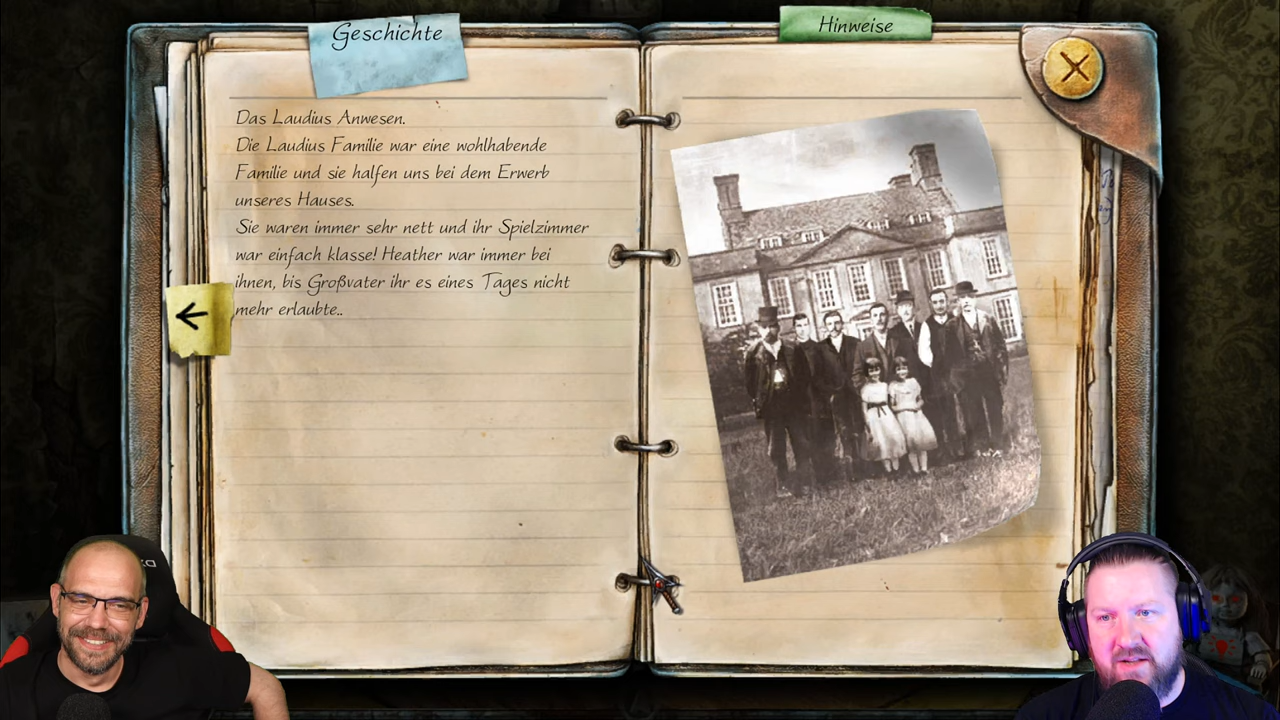 Geschichte
Hinweise
Das Laudius Anwesen.
Die Laudius Familie war eine wohlhabende
Familie und sie halfen uns bei dem Erwerb
unseres Hauses.
Sie waren immer sehr nett und ihr Spielzimmer
war einfach klasse! Heather war immer bei
ihnen, bis Großvater ihr es eines Tages nicht
mehr erlaubte..